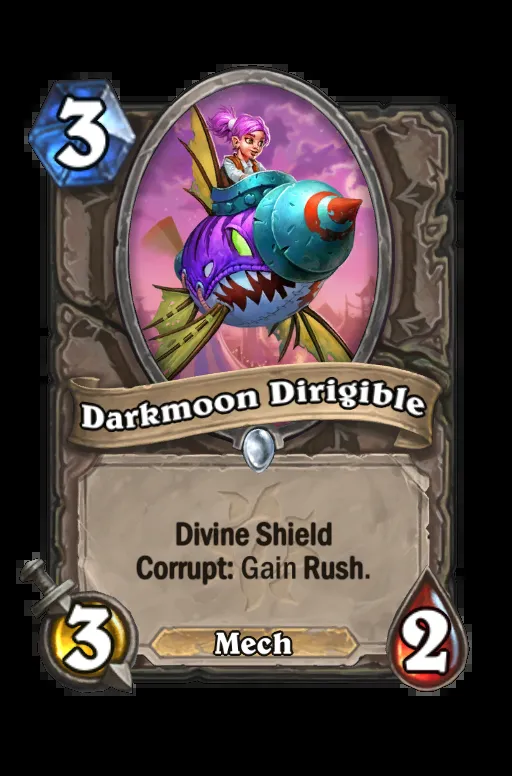 3
Darkmoon Dirigible
Divine Shield
Corrupt: Gain Rush.
3
Mech
2